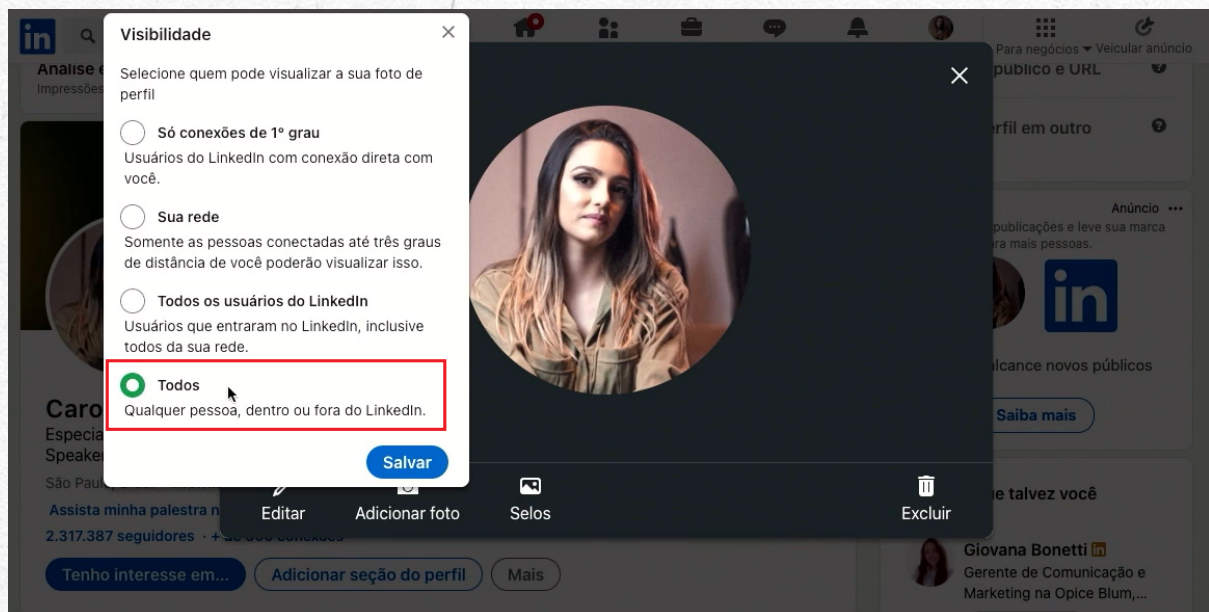 in
Para negócios Veicular anúncio
Visibilidade
Selecione quem pode visualizar a sua foto de
perfil
Só conexões de 1º grau
Usuários do LinkedIn com conexão direta com
você.
Sua rede
Somente as pessoas conectadas até três graus
de distância de você poderão visualizar isso.
Todos os usuários do LinkedIn
Usuários que entraram no LinkedIn, inclusive
todos da sua rede.
Todos
Qualquer pessoa, dentro ou fora do LinkedIn.
Salvar
Editar
Adicionar foto
Selos
Excluir
Análise
Impressões
Caro
Especia
Speake
São Paul
Assista minha palestra n
2.317.387 seguidores · +
Tenho interesse em...
Adicionar seção do perfil
Mais
público e URL
rfil em outro
Anúncio
publicações e leve sua marca
ra mais pessoas.
in
lcance novos públicos
Saiba mais
e talvez você
Giovana Bonetti in
Gerente de Comunicação e
Marketing na Opice Blum,...